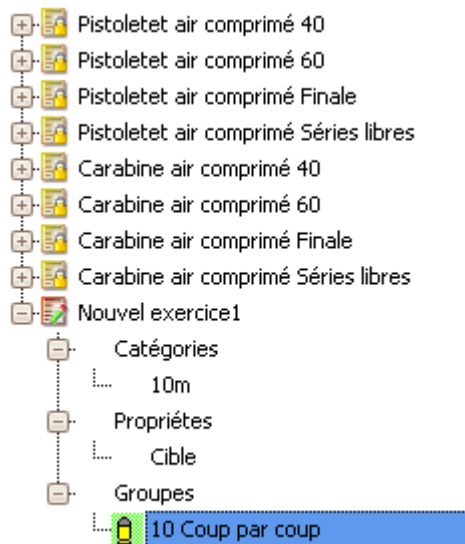 Pistoletet air comprimé 40
Pistoletet air comprimé 60
Pistoletet air comprimé Finale
Pistoletet air comprimé Séries libres
Carabine air comprimé 40
Carabine air comprimé 60
Carabine air comprimé Finale
Carabine air comprimé Séries libres
Nouvel exercice1
Catégories
10m
Propriétes
Cible
Groupes
10 Coup par coup